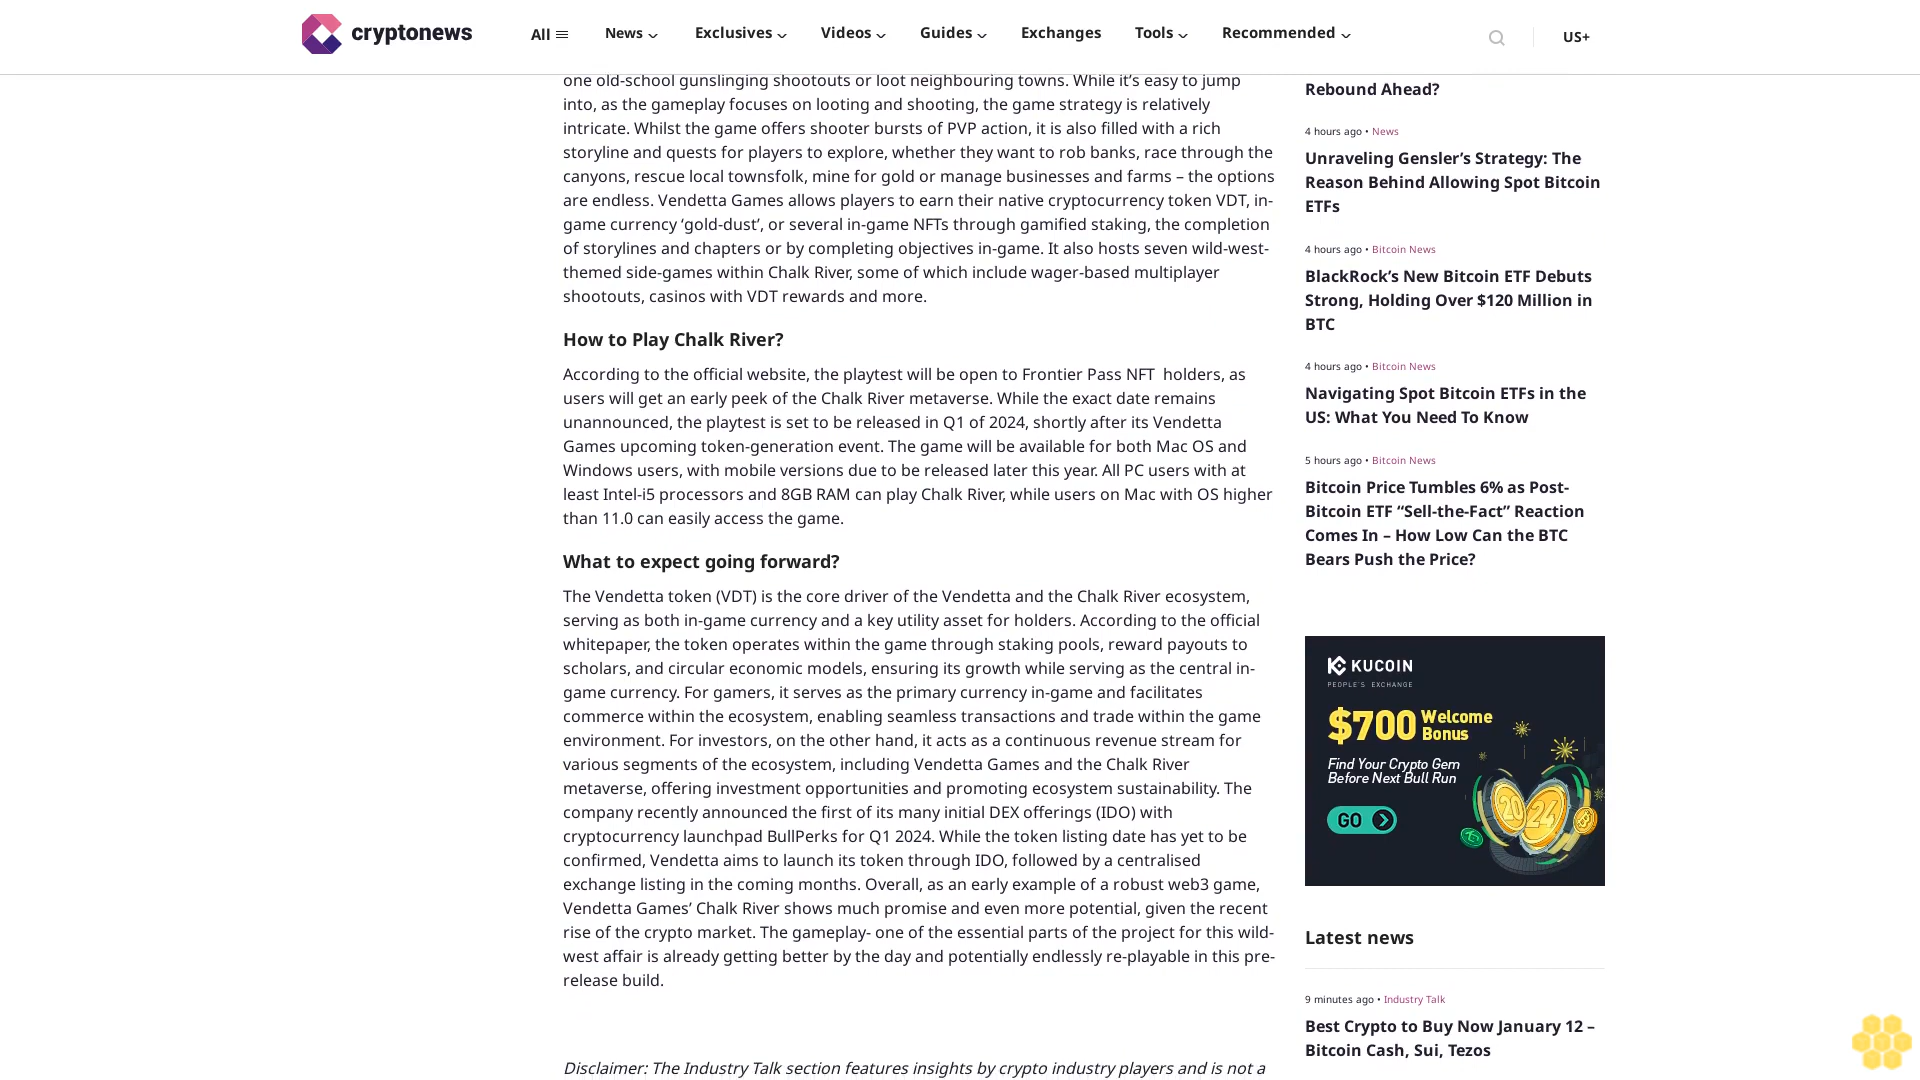 cryptonews
All
News
Exclusives
Videos
Guides
Exchanges
Tools
Recommended
US+
one old-school gunslinging shootouts or loot neighbouring towns. While it’s easy to jump
into, as the gameplay focuses on looting and shooting, the game strategy is relatively
intricate. Whilst the game offers shooter bursts of PVP action, it is also filled with a rich
storyline and quests for players to explore, whether they want to rob banks, race through the
canyons, rescue local townsfolk, mine for gold or manage businesses and farms – the options
are endless. Vendetta Games allows players to earn their native cryptocurrency token VDT, in-
game currency ‘gold-dust’, or several in-game NFTs through gamified staking, the completion
of storylines and chapters or by completing objectives in-game. It also hosts seven wild-west-
themed side-games within Chalk River, some of which include wager-based multiplayer
shootouts, casinos with VDT rewards and more.
How to Play Chalk River?
According to the official website, the playtest will be open to Frontier Pass NFT  holders, as
users will get an early peek of the Chalk River metaverse. While the exact date remains
unannounced, the playtest is set to be released in Q1 of 2024, shortly after its Vendetta
Games upcoming token-generation event. The game will be available for both Mac OS and
Windows users, with mobile versions due to be released later this year. All PC users with at
least Intel-i5 processors and 8GB RAM can play Chalk River, while users on Mac with OS higher
than 11.0 can easily access the game.
What to expect going forward?
The Vendetta token (VDT) is the core driver of the Vendetta and the Chalk River ecosystem,
serving as both in-game currency and a key utility asset for holders. According to the official
whitepaper, the token operates within the game through staking pools, reward payouts to
scholars, and circular economic models, ensuring its growth while serving as the central in-
game currency. For gamers, it serves as the primary currency in-game and facilitates
commerce within the ecosystem, enabling seamless transactions and trade within the game
environment. For investors, on the other hand, it acts as a continuous revenue stream for
various segments of the ecosystem, including Vendetta Games and the Chalk River
metaverse, offering investment opportunities and promoting ecosystem sustainability. The
company recently announced the first of its many initial DEX offerings (IDO) with
cryptocurrency launchpad BullPerks for Q1 2024. While the token listing date has yet to be
confirmed, Vendetta aims to launch its token through IDO, followed by a centralised
exchange listing in the coming months. Overall, as an early example of a robust web3 game,
Vendetta Games’ Chalk River shows much promise and even more potential, given the recent
rise of the crypto market. The gameplay- one of the essential parts of the project for this wild-
west affair is already getting better by the day and potentially endlessly re-playable in this pre-
release build.
Disclaimer: The Industry Talk section features insights by crypto industry players and is not a
Rebound Ahead?
4 hours ago • News
Unraveling Gensler’s Strategy: The
Reason Behind Allowing Spot Bitcoin
ETFs
4 hours ago • Bitcoin News
BlackRock’s New Bitcoin ETF Debuts
Strong, Holding Over $120 Million in
BTC
4 hours ago • Bitcoin News
Navigating Spot Bitcoin ETFs in the
US: What You Need To Know
5 hours ago • Bitcoin News
Bitcoin Price Tumbles 6% as Post-
Bitcoin ETF “Sell-the-Fact” Reaction
Comes In – How Low Can the BTC
Bears Push the Price?
KUCOIN
PEOPLE'S EXCHANGE
$700 Welcome
Bonus
Find Your Crypto Gem
Before Next Bull Run
GO
20
24
Latest news
9 minutes ago • Industry Talk
Best Crypto to Buy Now January 12 –
Bitcoin Cash, Sui, Tezos